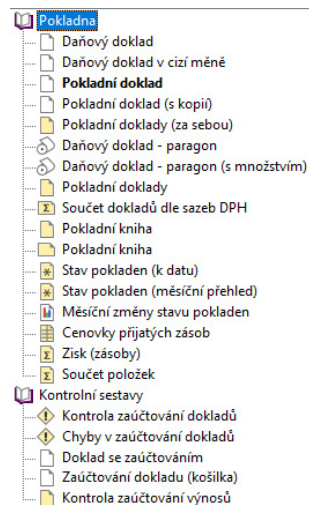 Pokladna
Daňový doklad
Daňový doklad v cizí měně
Pokladní doklad
Pokladní doklad (s kopií)
Pokladní doklady (za sebou)
Daňový doklad - paragon
Daňový doklad - paragon (s množstvím)
Pokladní doklady
Součet dokladů dle sazeb DPH
Pokladní kniha
Pokladní kniha
Stav pokladen (k datu)
Stav pokladen (měsíční přehled)
Měsíční změny stavu pokladen
Cenovky přijatých zásob
Zisk (zásoby)
Součet položek
Kontrolní sestavy
Kontrola zaúčtování dokladů
Chyby v zaúčtování dokladů
Doklad se zaúčtováním
Zaúčtování dokladu (košilka)
Kontrola zaúčtování výnosů